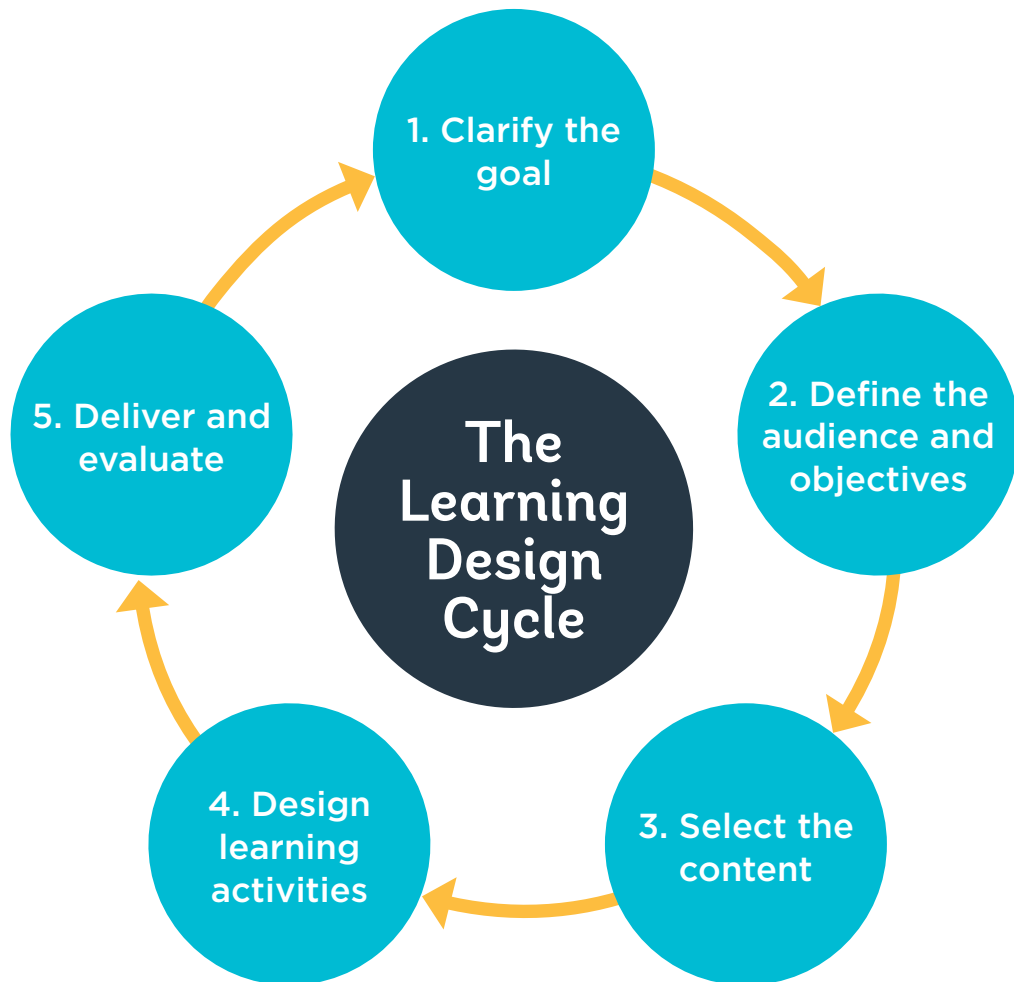 1. Clarify the
goal
2. Define the
audience and
objectives
3. Select the
content
4. Design
learning
activities
5. Deliver and
evaluate
The
Learning
Design
Cycle